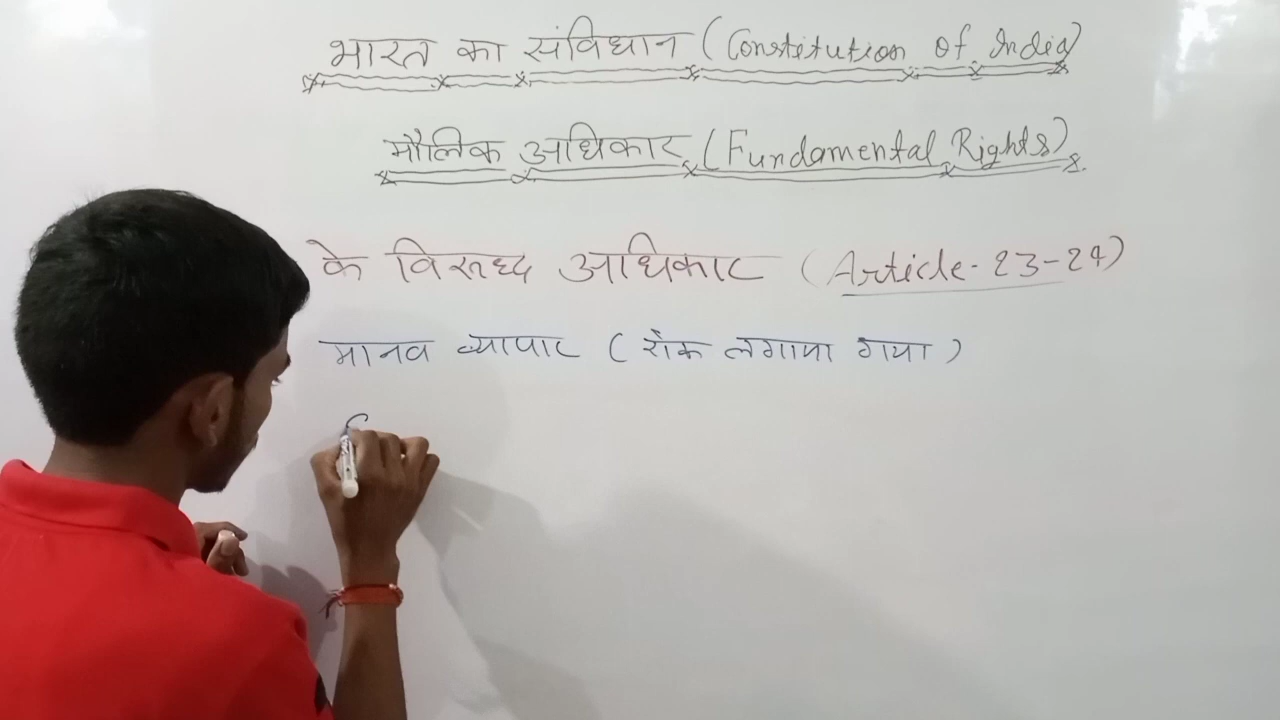 भारत का संविधान (Constitution of India)
मौलिक अधिकार (Fundamental Rights)
के विरूध्द अधिकार (Article-23-24)
मानव व्यापार (रोक लगाया गया)